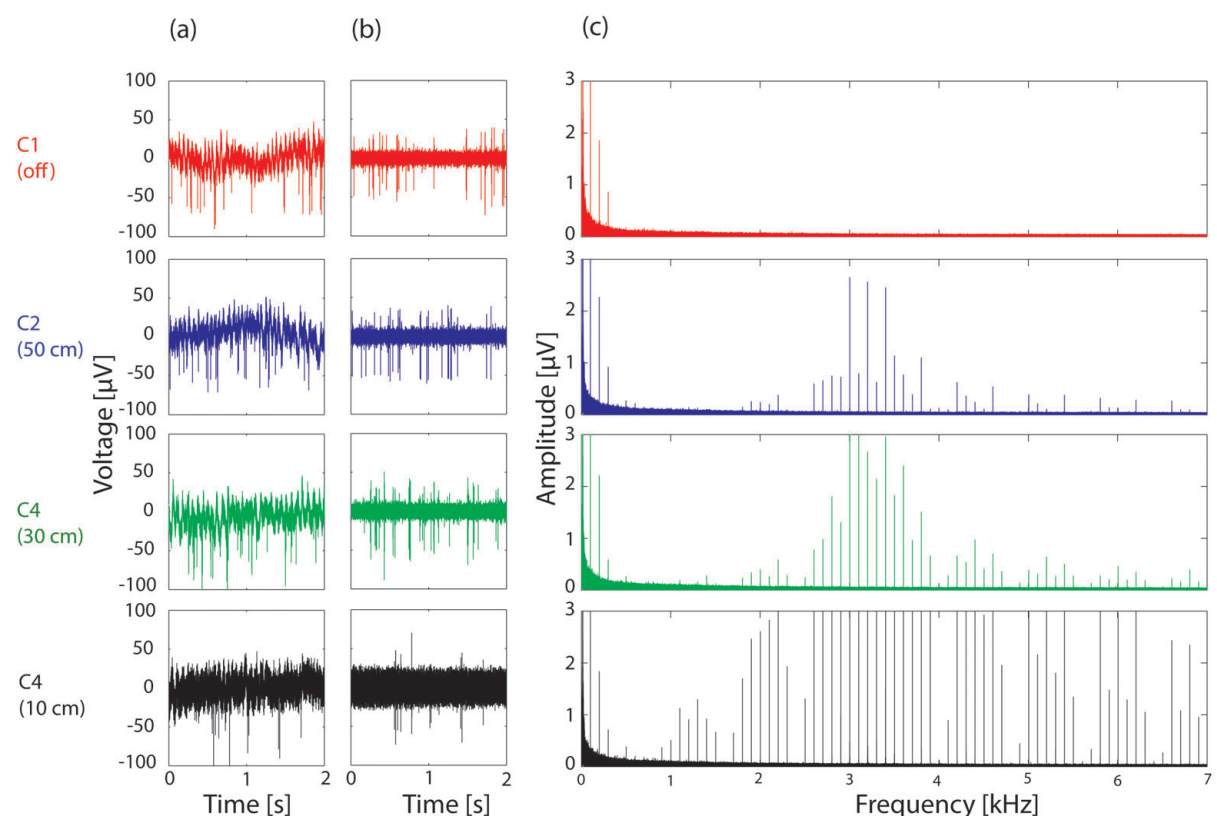 (a) (b) (c)
100
50
0
-50
-100
C1
(off)
3
2
1
0
100
50
0
-50
-100
C2
(50 cm)
3
2
1
0
100
50
0
-50
-100
C4
(30 cm)
3
2
1
0
100
50
0
-50
-100
C4
(10 cm)
3
2
1
0
Voltage [µV]
Amplitude [µV]
0 1 2
0 1 2
0 1 2 3 4 5 6 7
Time [s] Time [s] Frequency [kHz]